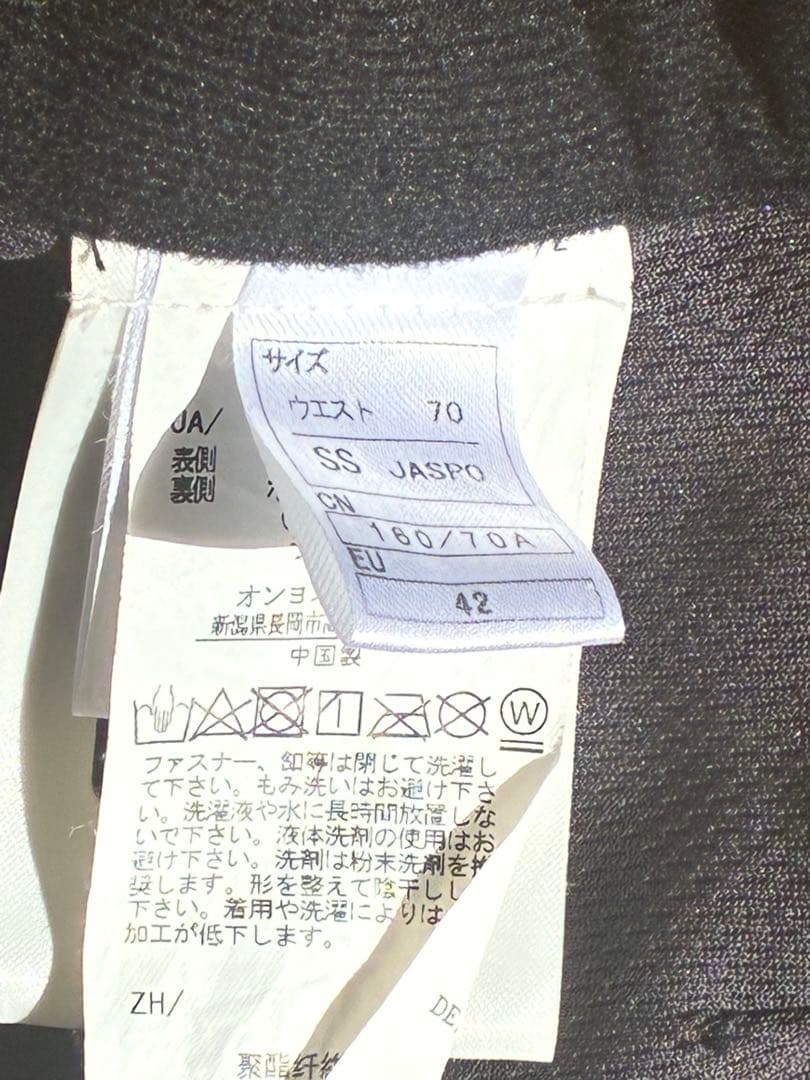 サイズ
ウエスト 70
SS JASPO
CN
160/70A
EU
42
JA/
表側
裏側
オンヨ
新潟県長岡市
中国製
W
ファスナー、釦等は閉じて洗濯し
て下さい。もみ洗いはお避け下さ
い。洗濯液や水に長時間放置しな
いで下さい。液体洗剤の使用はお
避け下さい。洗剤は粉末洗剤を推
奨します。形を整えて陰干しし
下さい。着用や洗濯によりは
加工が低下します。
ZH/
DE/
聚酯纤维